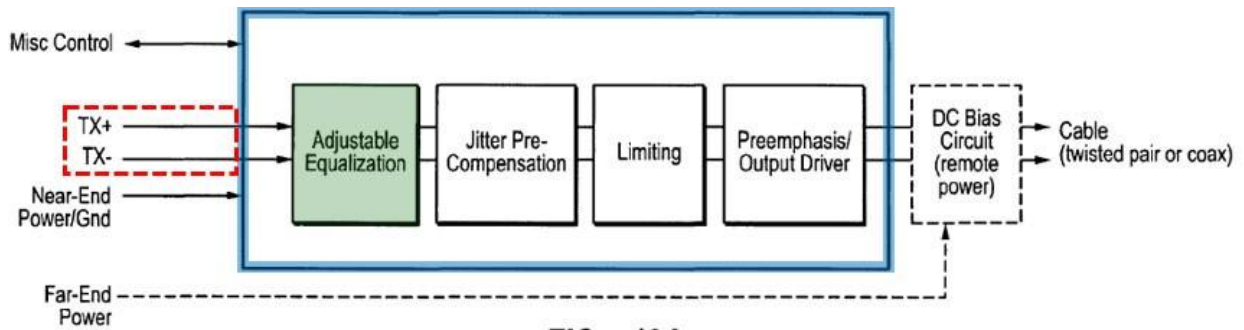 Misc Control
TX+
TX-
Near-End
Power/Gnd
Far-End
Power
Adjustable
Equalization
Jitter Pre-
Compensation
Limiting
Preemphasis/
Output Driver
DC Bias
Circuit
(remote
power)
Cable
(twisted pair or coax)